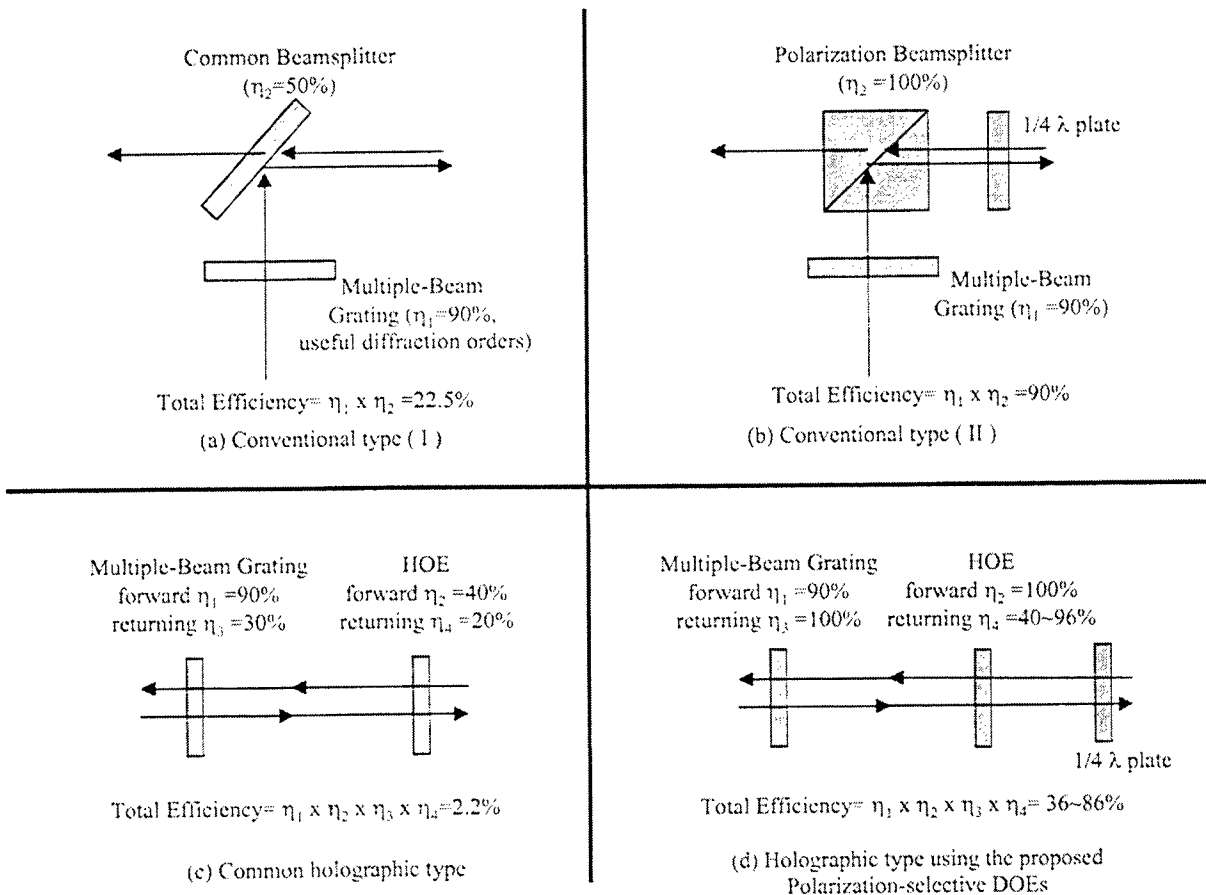 Common Beamsplitter
(η₂=50%)
Multiple-Beam
Grating (η₁=90%,
useful diffraction orders)
Total Efficiency= η₁ x η₂ =22.5%
(a) Conventional type ( I )
Polarization Beamsplitter
(η₂ =100%)
1/4 λ plate
Multiple-Beam
Grating (η₁ =90%)
Total Efficiency= η₁ x η₂ =90%
(b) Conventional type ( II )
Multiple-Beam Grating
forward η₁ =90%
returning η₃ =30%
HOE
forward η₂ =40%
returning η₄ =20%
Total Efficiency= η₁ x η₂ x η₃ x η₄=2.2%
(c) Common holographic type
Multiple-Beam Grating
forward η₁ =90%
returning η₃ =100%
HOE
forward η₂ =100%
returning η₄ =40~96%
1/4 λ plate
Total Efficiency= η₁ x η₂ x η₃ x η₄= 36~86%
(d) Holographic type using the proposed
Polarization-selective DOEs